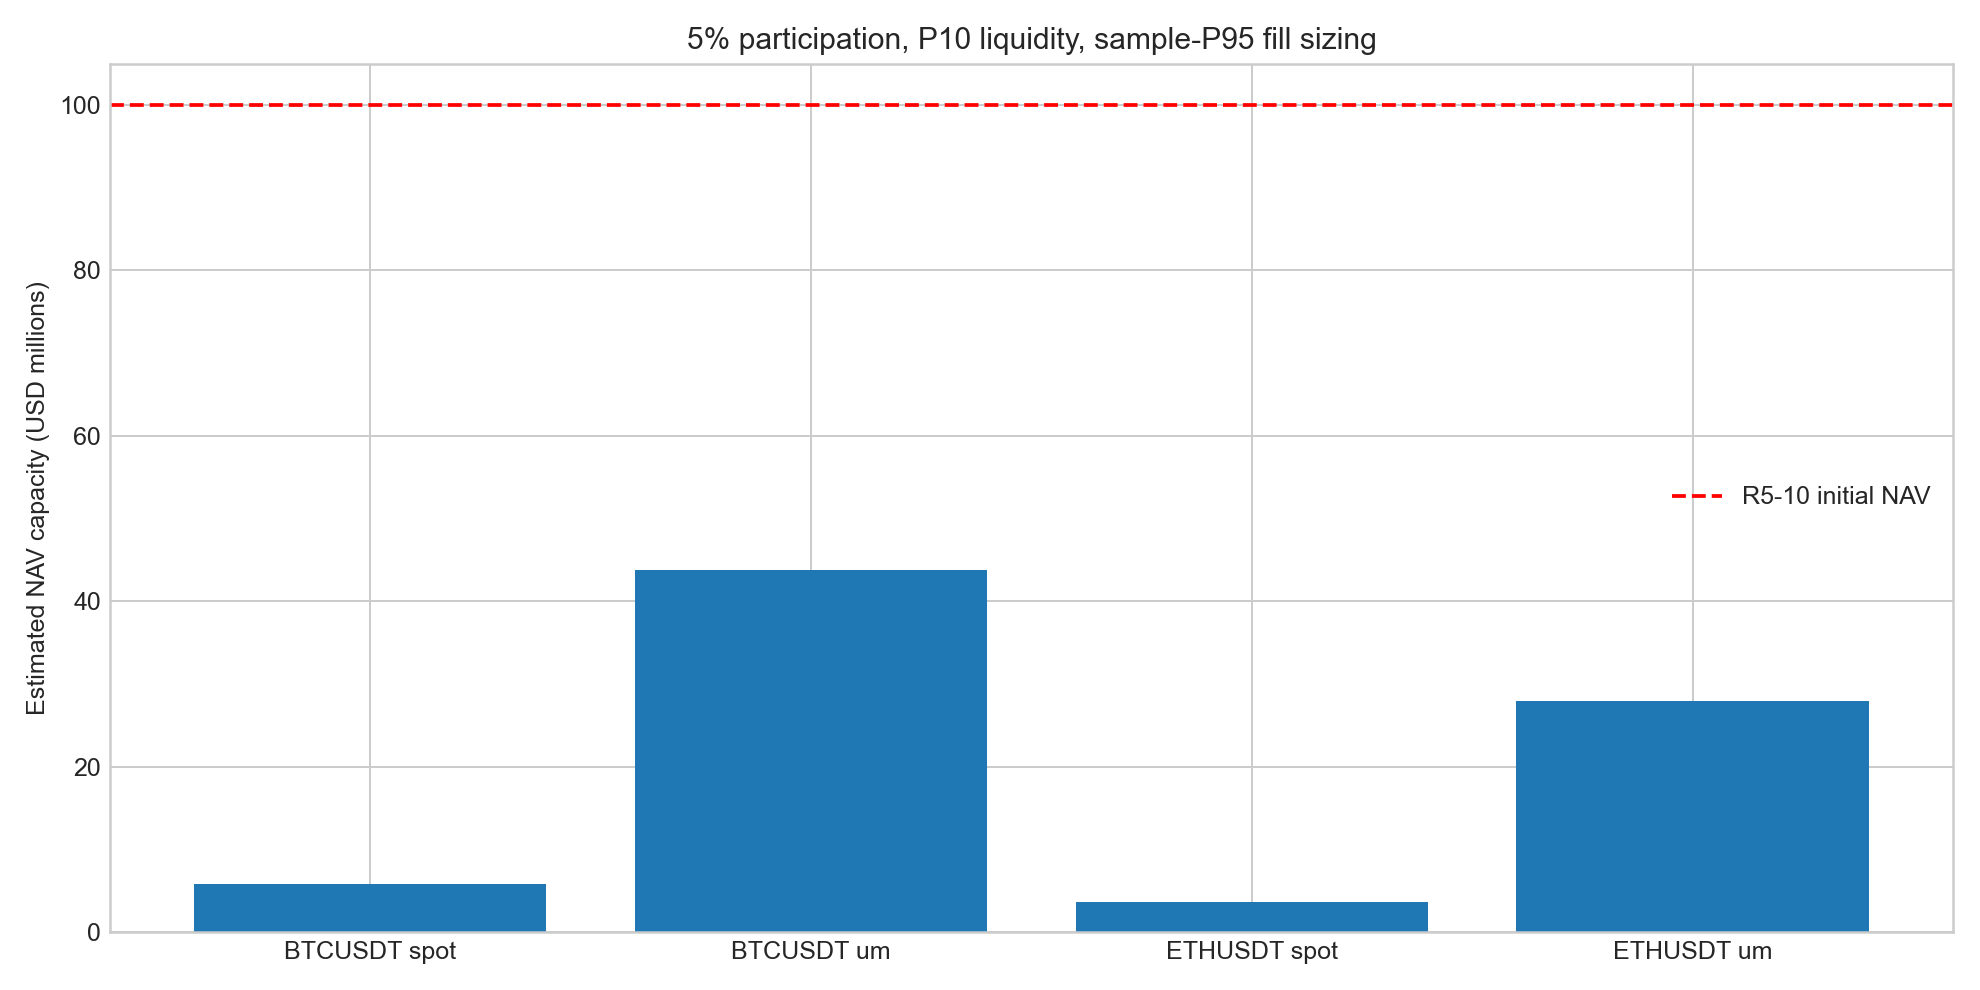 5% participation, P10 liquidity, sample-P95 fill sizing
Estimated NAV capacity (USD millions)
100
80
60
40
20
0
R5-10 initial NAV
BTCUSDT spot
BTCUSDT um
ETHUSDT spot
ETHUSDT um